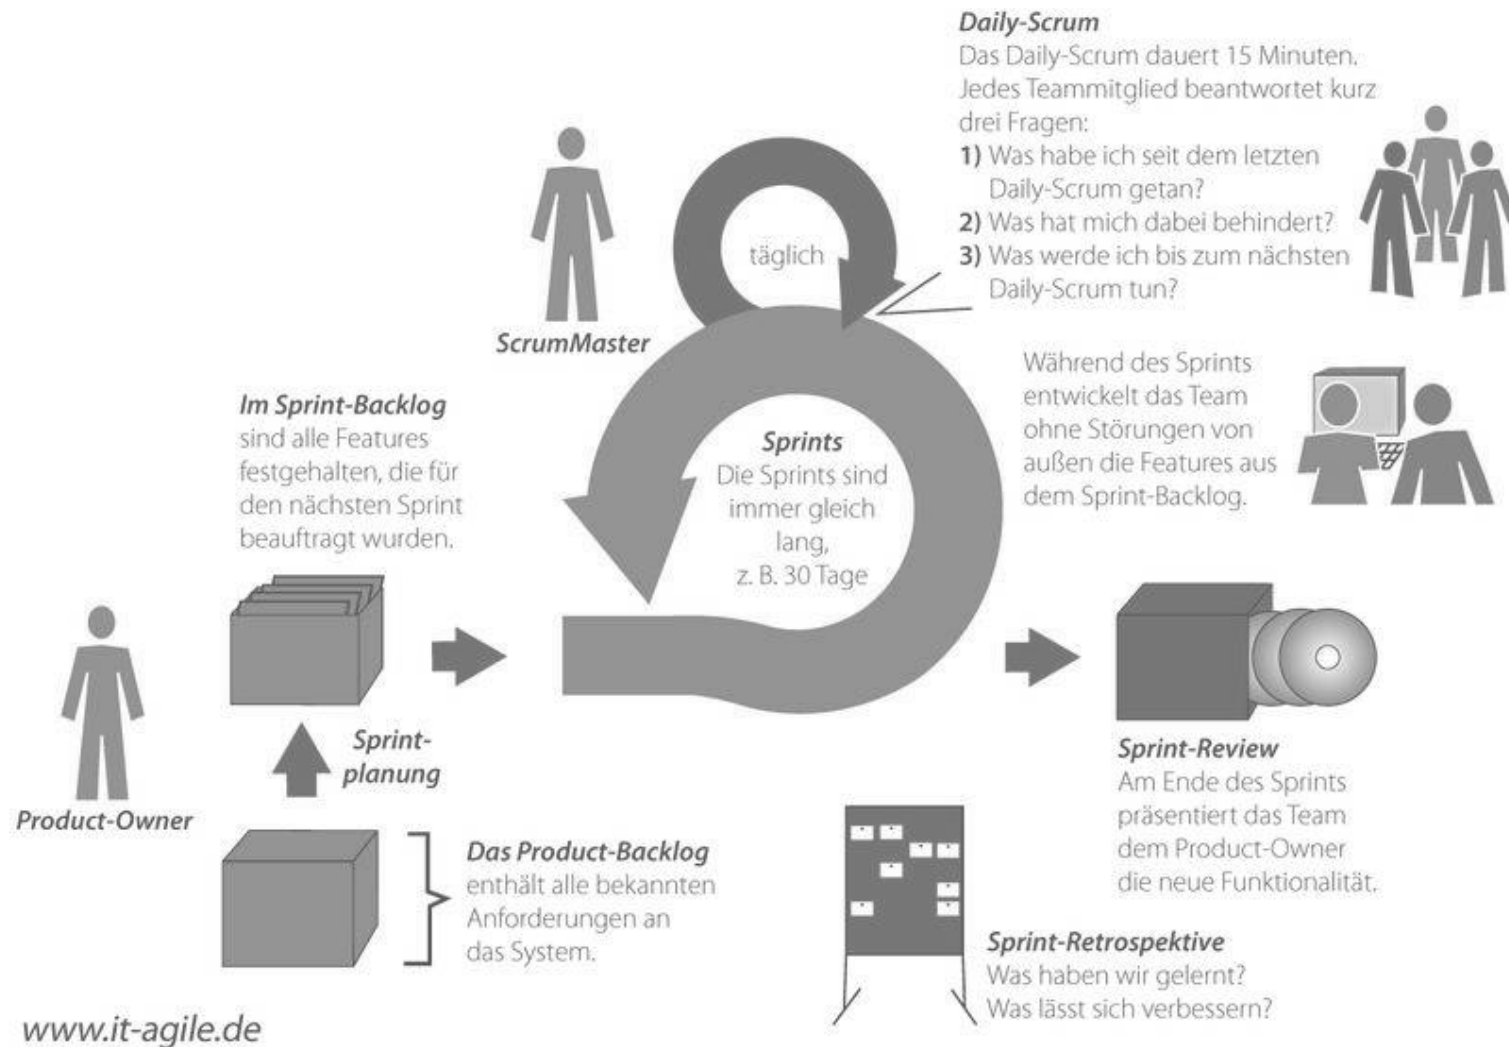 Daily-Scrum
Das Daily-Scrum dauert 15 Minuten.
Jedes Teammitglied beantwortet kurz
drei Fragen:
1) Was habe ich seit dem letzten
Daily-Scrum getan?
2) Was hat mich dabei behindert?
3) Was werde ich bis zum nächsten
Daily-Scrum tun?
täglich
ScrumMaster
Während des Sprints
entwickelt das Team
ohne Störungen von
außen die Features aus
dem Sprint-Backlog.
Im Sprint-Backlog
sind alle Features
festgehalten, die für
den nächsten Sprint
beauftragt wurden.
Sprints
Die Sprints sind
immer gleich
lang,
z. B. 30 Tage
Product-Owner
Sprint-
planung
Das Product-Backlog
enthält alle bekannten
Anforderungen an
das System.
Sprint-Review
Am Ende des Sprints
präsentiert das Team
dem Product-Owner
die neue Funktionalität.
Sprint-Retrospektive
Was haben wir gelernt?
Was lässt sich verbessern?
www.it-agile.de